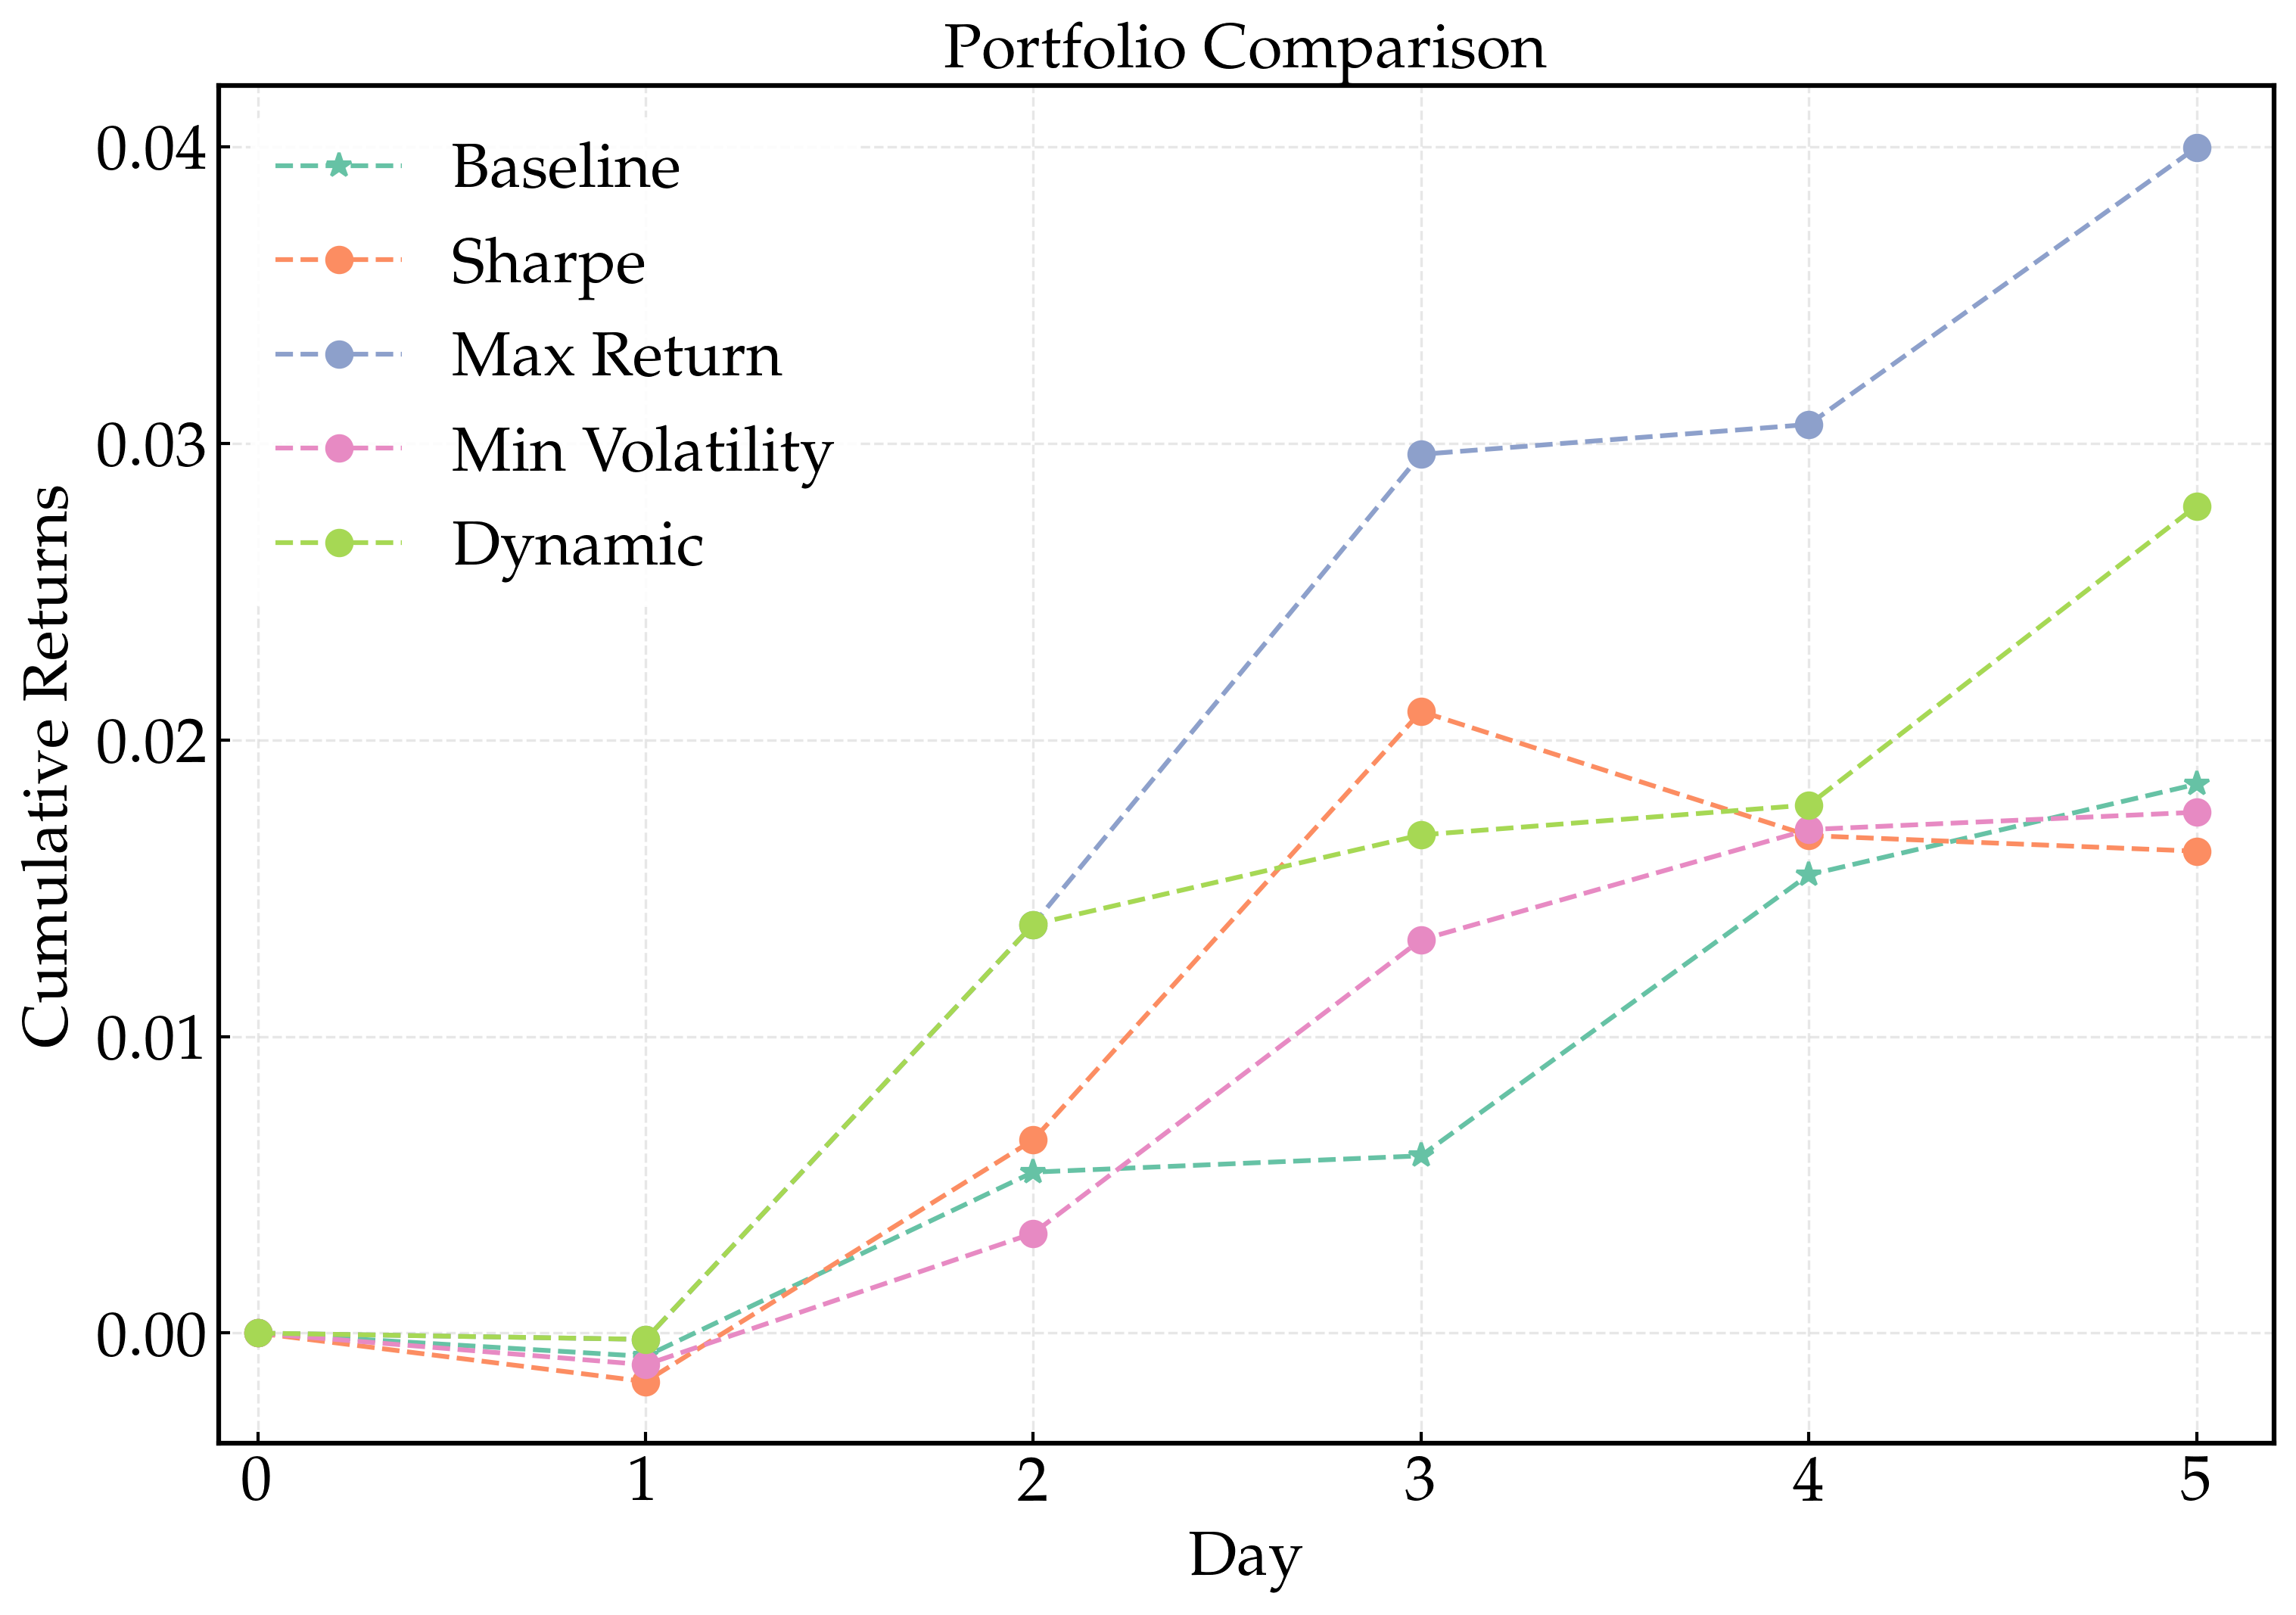 Portfolio Comparison
Baseline
Sharpe
Max Return
Min Volatility
Dynamic
Cumulative Returns
0.04
0.03
0.02
0.01
0.00
0 1 2 3 4 5
Day